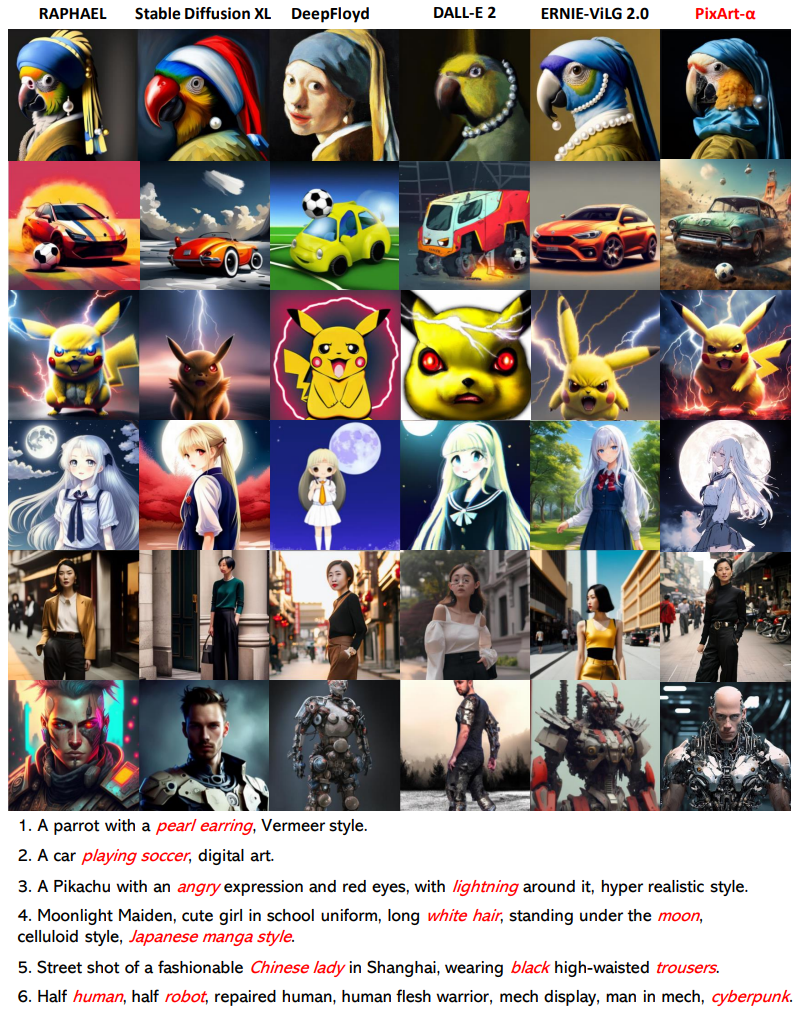 RAPHAEL Stable Diffusion XL DeepFloyd DALL-E 2 ERNIE-ViLG 2.0 PixArt-α
1. A parrot with a pearl earring, Vermeer style.
2. A car playing soccer, digital art.
3. A Pikachu with an angry expression and red eyes, with lightning around it, hyper realistic style.
4. Moonlight Maiden, cute girl in school uniform, long white hair, standing under the moon,
celluloid style, Japanese manga style.
5. Street shot of a fashionable Chinese lady in Shanghai, wearing black high-waisted trousers.
6. Half human, half robot, repaired human, human flesh warrior, mech display, man in mech, cyberpunk.